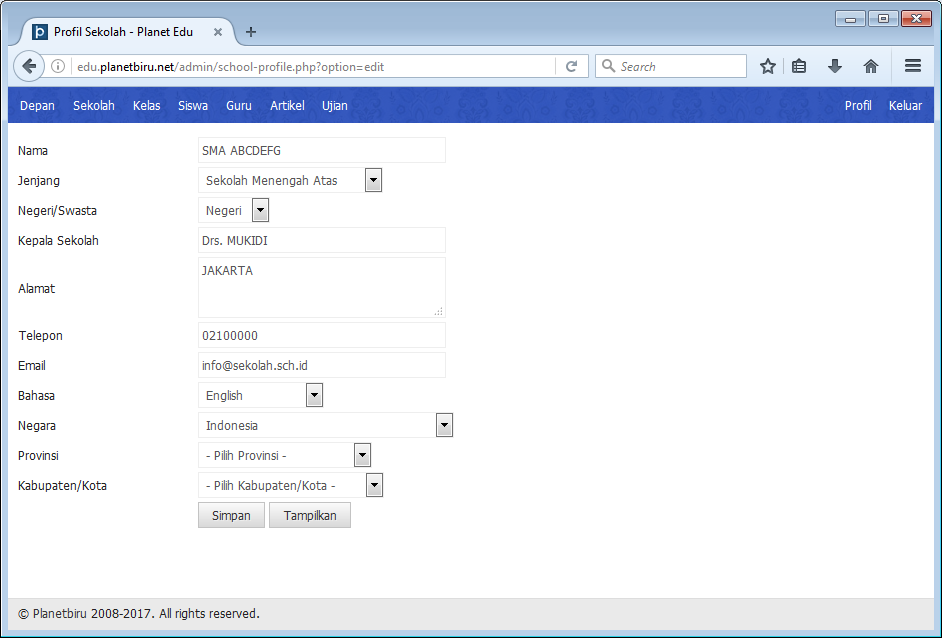 Profil Sekolah - Planet Edu
edu.planetbiru.net/admin/school-profile.php?option=edit
Search
Depan Sekolah Kelas Siswa Guru Artikel Ujian Profil Keluar
Nama SMA ABCDEFG
Jenjang Sekolah Menengah Atas
Negeri/Swasta Negeri
Kepala Sekolah Drs. MUKIDI
Alamat JAKARTA
Telepon 02100000
Email info@sekolah.sch.id
Bahasa English
Negara Indonesia
Provinsi - Pilih Provinsi -
Kabupaten/Kota - Pilih Kabupaten/Kota -
Simpan Tampilkan
© Planetbiru 2008-2017. All rights reserved.